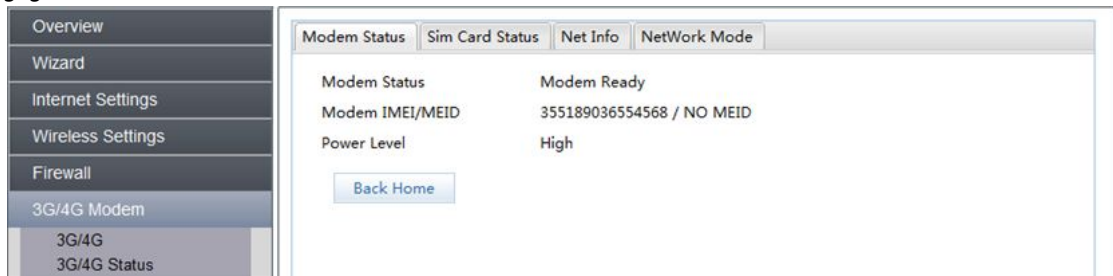 Overview
Wizard
Internet Settings
Wireless Settings
Firewall
3G/4G Modem
3G/4G
3G/4G Status
Modem Status Sim Card Status Net Info NetWork Mode
Modem Status Modem Ready
Modem IMEI/MEID 355189036554568 / NO MEID
Power Level High
Back Home